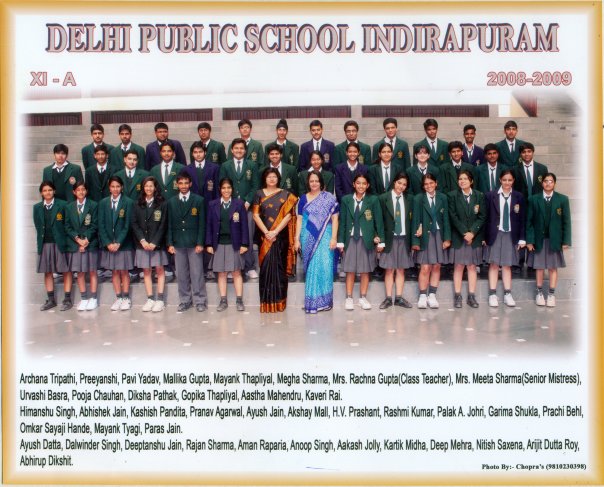 DELHI PUBLIC SCHOOL INDIRAPURAM
XI - A
2008-2009
Archana Tripathi, Preeyanshi, Pavi Yadav, Mallika Gupta, Mayank Thapliyal, Megha Sharma, Mrs. Rachna Gupta(Class Teacher), Mrs. Meeta Sharma(Senior Mistress),
Urvashi Basra, Pooja Chauhan, Diksha Pathak, Gopika Thapliyal, Aastha Mahendru, Kaveri Rai.
Himanshu Singh, Abhishek Jain, Kashish Pandita, Pranav Agarwal, Ayush Jain, Akshay Mall, H.V. Prashant, Rashmi Kumar, Palak A. Johri, Garima Shukla, Prachi Behl,
Omkar Sayaji Hande, Mayank Tyagi, Paras Jain.
Ayush Datta, Dalwinder Singh, Deeptanshu Jain, Rajan Sharma, Aman Raparia, Anoop Singh, Aakash Jolly, Kartik Midha, Deep Mehra, Nitish Saxena, Arijit Dutta Roy,
Abhirup Dikshit.
Photo By:- Chopra's (9810230398)